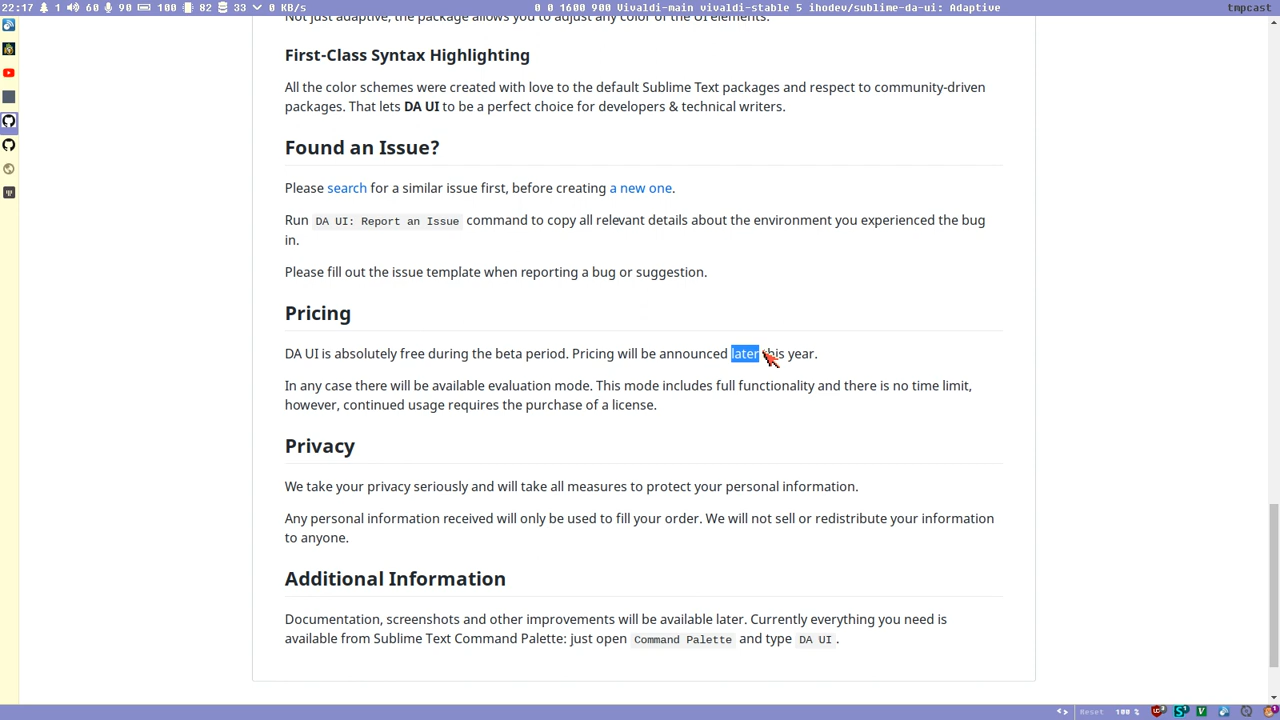 22:17 1 60 90 100 82 33 0 KB/s 0 0 1600 900 Vivaldi-main vivaldi-stable 5 ihodev/sublime-da-ui: Adaptive tmpcast
Not just adaptive, the package allows you to adjust any color of the UI elements.
First-Class Syntax Highlighting
All the color schemes were created with love to the default Sublime Text packages and respect to community-driven
packages. That lets DA UI to be a perfect choice for developers & technical writers.
Found an Issue?
Please search for a similar issue first, before creating a new one.
Run DA UI: Report an Issue command to copy all relevant details about the environment you experienced the bug
in.
Please fill out the issue template when reporting a bug or suggestion.
Pricing
DA UI is absolutely free during the beta period. Pricing will be announced later this year.
In any case there will be available evaluation mode. This mode includes full functionality and there is no time limit,
however, continued usage requires the purchase of a license.
Privacy
We take your privacy seriously and will take all measures to protect your personal information.
Any personal information received will only be used to fill your order. We will not sell or redistribute your information
to anyone.
Additional Information
Documentation, screenshots and other improvements will be available later. Currently everything you need is
available from Sublime Text Command Palette: just open Command Palette and type DA UI.
Reset 100 %